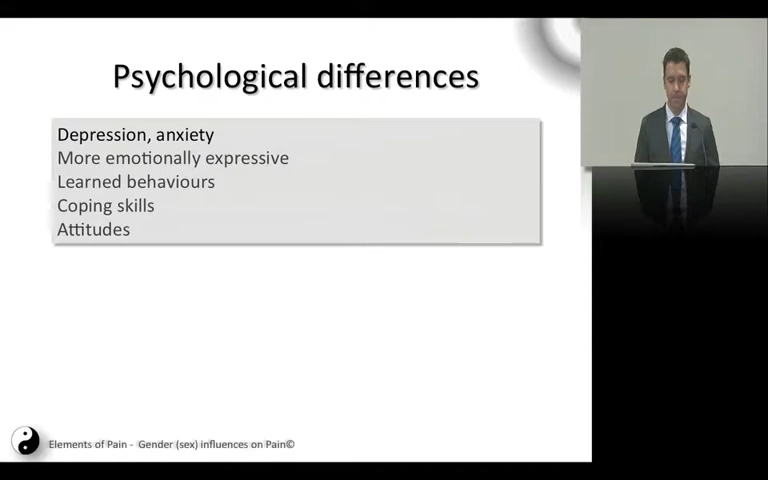 Psychological differences
Depression, anxiety
More emotionally expressive
Learned behaviours
Coping skills
Attitudes
Elements of Pain - Gender (sex) influences on Pain©